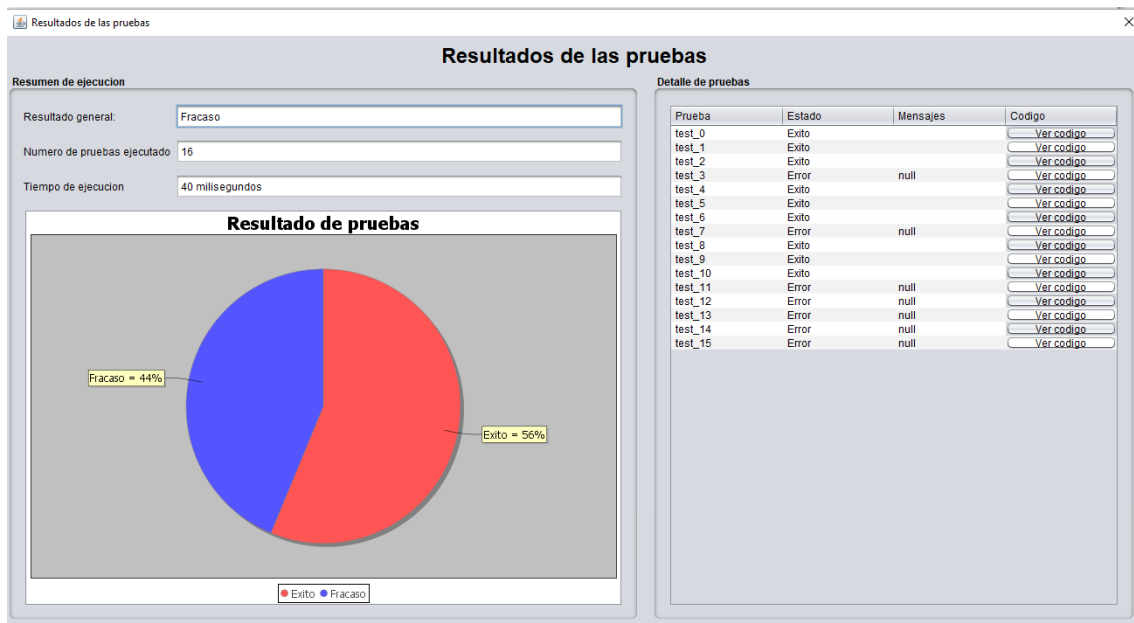 Resultados de las pruebas
Resultados de las pruebas
Resumen de ejecucion
Resultado general: Fracaso
Numero de pruebas ejecutado 16
Tiempo de ejecucion 40 milisegundos
Resultado de pruebas
Fracaso = 44%
Exito = 56%
Exito Fracaso
Detalle de pruebas
Prueba Estado Mensajes Codigo
test_0 Exito Ver codigo
test_1 Exito Ver codigo
test_2 Exito Ver codigo
test_3 Error null Ver codigo
test_4 Exito Ver codigo
test_5 Exito Ver codigo
test_6 Exito Ver codigo
test_7 Error null Ver codigo
test_8 Exito Ver codigo
test_9 Exito Ver codigo
test_10 Exito Ver codigo
test_11 Error null Ver codigo
test_12 Error null Ver codigo
test_13 Error null Ver codigo
test_14 Error null Ver codigo
test_15 Error null Ver codigo